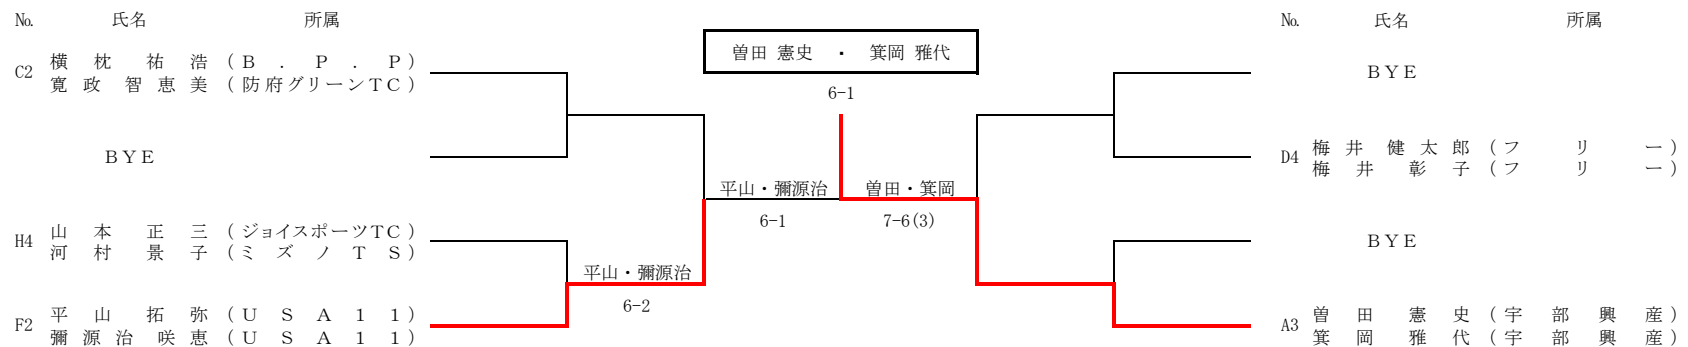 No. 氏名 所属
C2 横枕 祐浩 (B.P.P)
寛政 智恵美 (防府グリーンTC)
BYE
H4 山本 正三 (ジョイスポーツTC)
河村 景子 (ミズノTS)
F2 平山 拓弥 (USA11)
彌源治 咲恵 (USA11)
平山・彌源治
6-2
平山・彌源治
6-1
曽田 憲史 ・ 箕岡 雅代
6-1
曽田・箕岡
7-6(3)
No. 氏名 所属
BYE
D4 梅井 健太郎 (フリー)
梅井 彰子 (フリー)
BYE
A3 曽田 憲史 (宇部興産)
箕岡 雅代 (宇部興産)